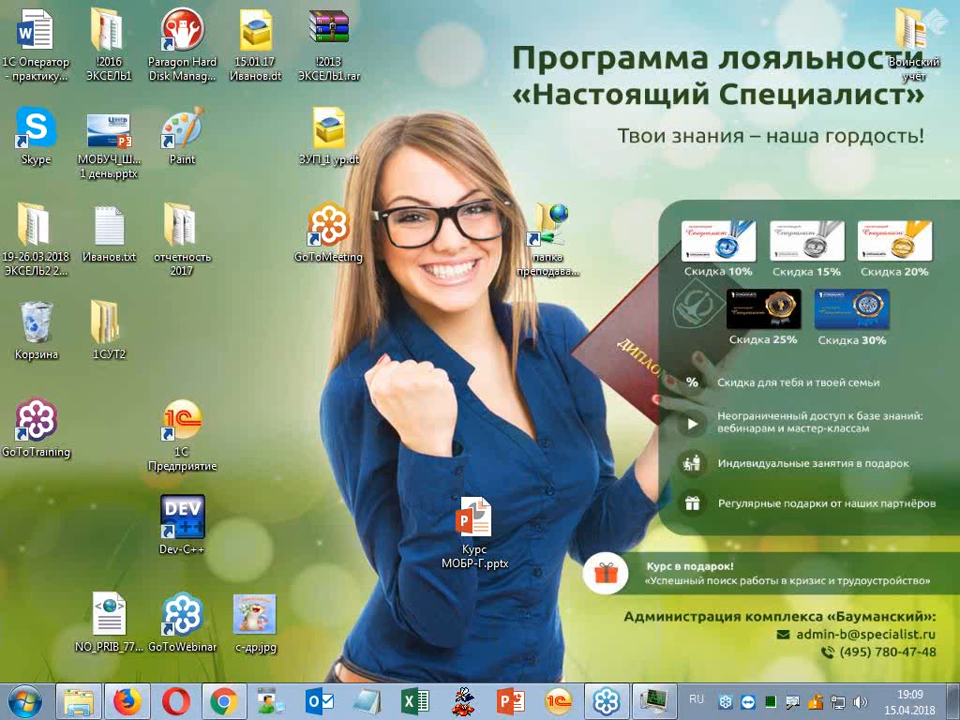 1С Оператор
- практику...
!2016
ЭКСЕЛЬ1
Paragon Hard
Disk Manag...
15.01.17
Иванов.dt
!2013
ЭКСЕЛЬ1.rar
Воинский
учёт
Программа лояльности
«Настоящий Специалист»
Твои знания – наша гордость!
Skype
МОБУЧ_Ш...
1 день.pptx
Paint
ЗУП_1 ур.dt
19-26.03.2018
ЭКСЕЛЬ2 2...
Иванов.txt
отчетность
2017
GoToMeeting
папка
преподава...
Скидка 10%
Скидка 15%
Скидка 20%
Скидка 25%
Скидка 30%
ДИПЛО
Корзина
1СУТ2
% Скидка для тебя и твоей семьи
Неограниченный доступ к базе знаний:
вебинарам и мастер-классам
Индивидуальные занятия в подарок
Регулярные подарки от наших партнёров
GoToTraining
1С
Предприятие
DEV
C++
Dev-C++
Курс
МОБР-Г.pptx
Курс в подарок!
«Успешный поиск работы в кризис и трудоустройство»
Администрация комплекса «Бауманский»:
admin-b@specialist.ru
(495) 780-47-48
NO_PRIB_77...
GoToWebinar
с-др.jpg
RU
19:09
15.04.2018